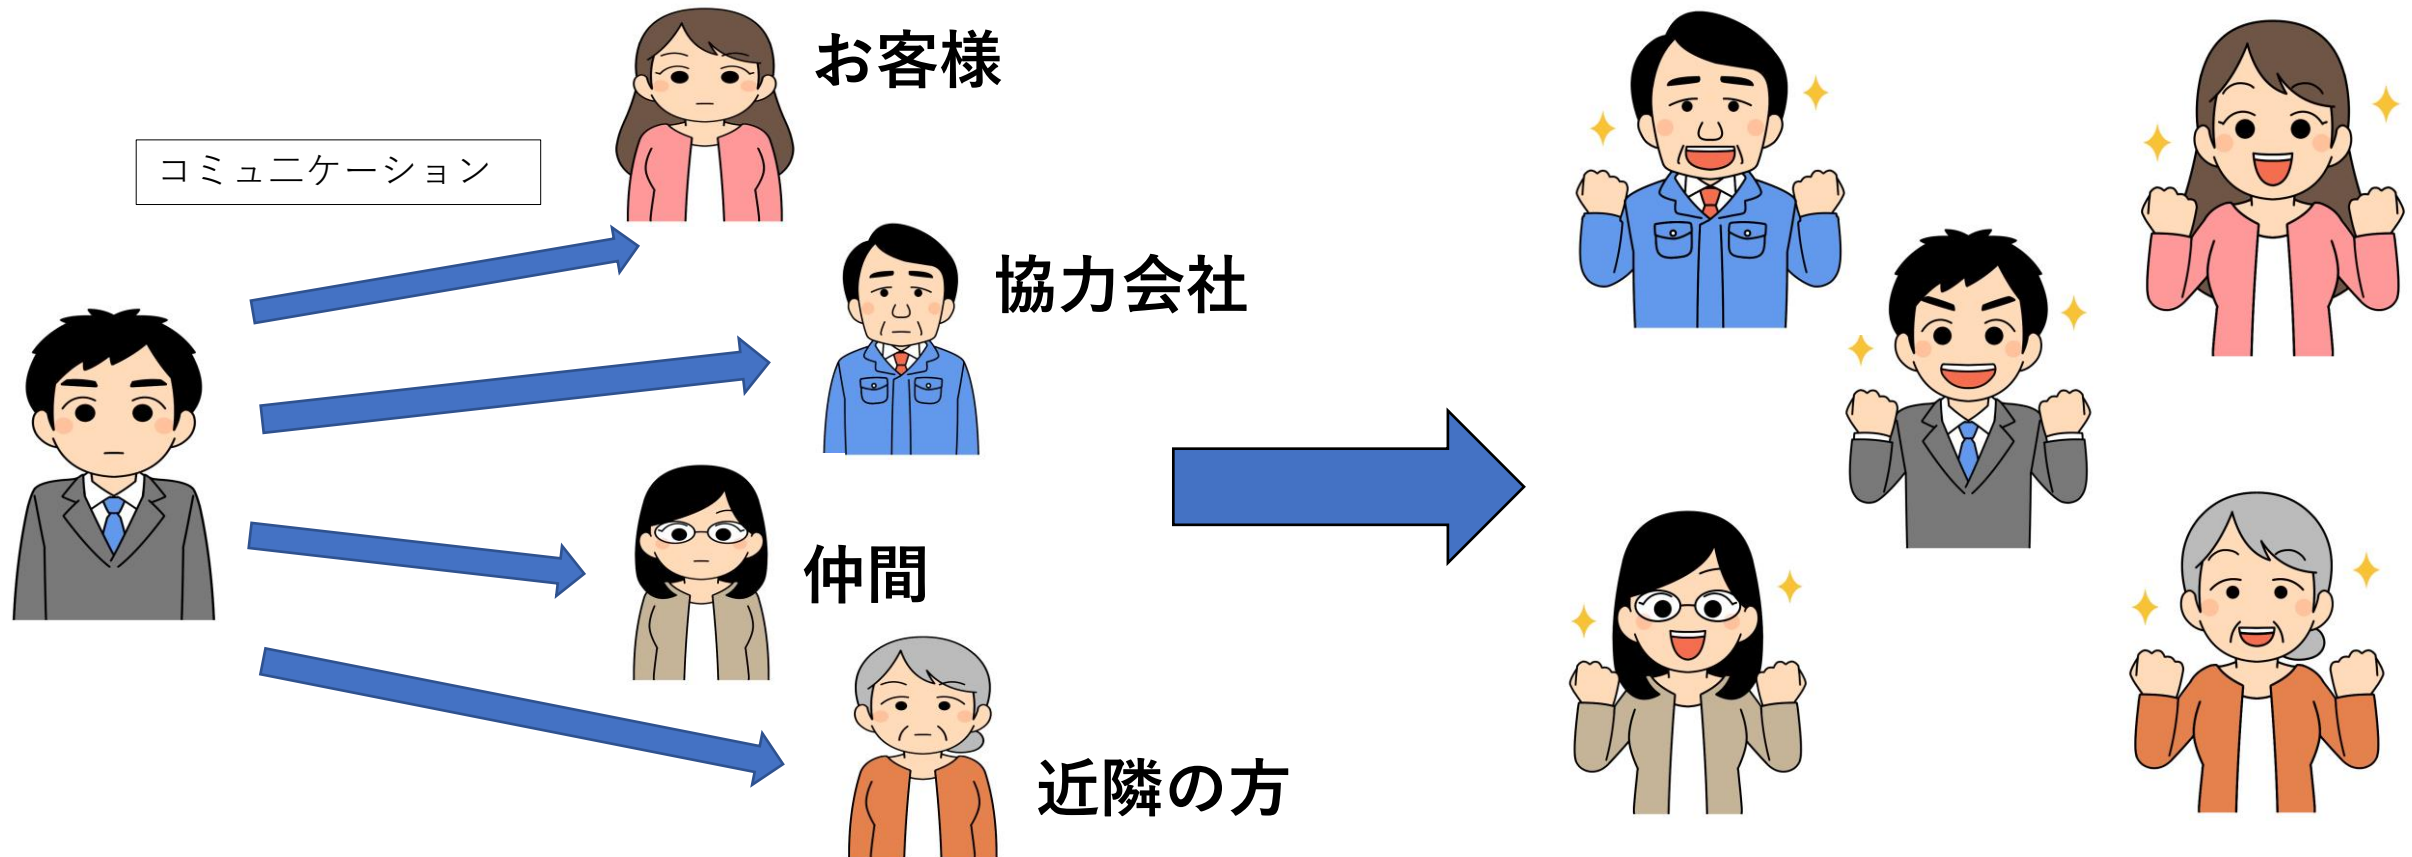 お客様
コミュニケーション
協力会社
仲間
近隣の方